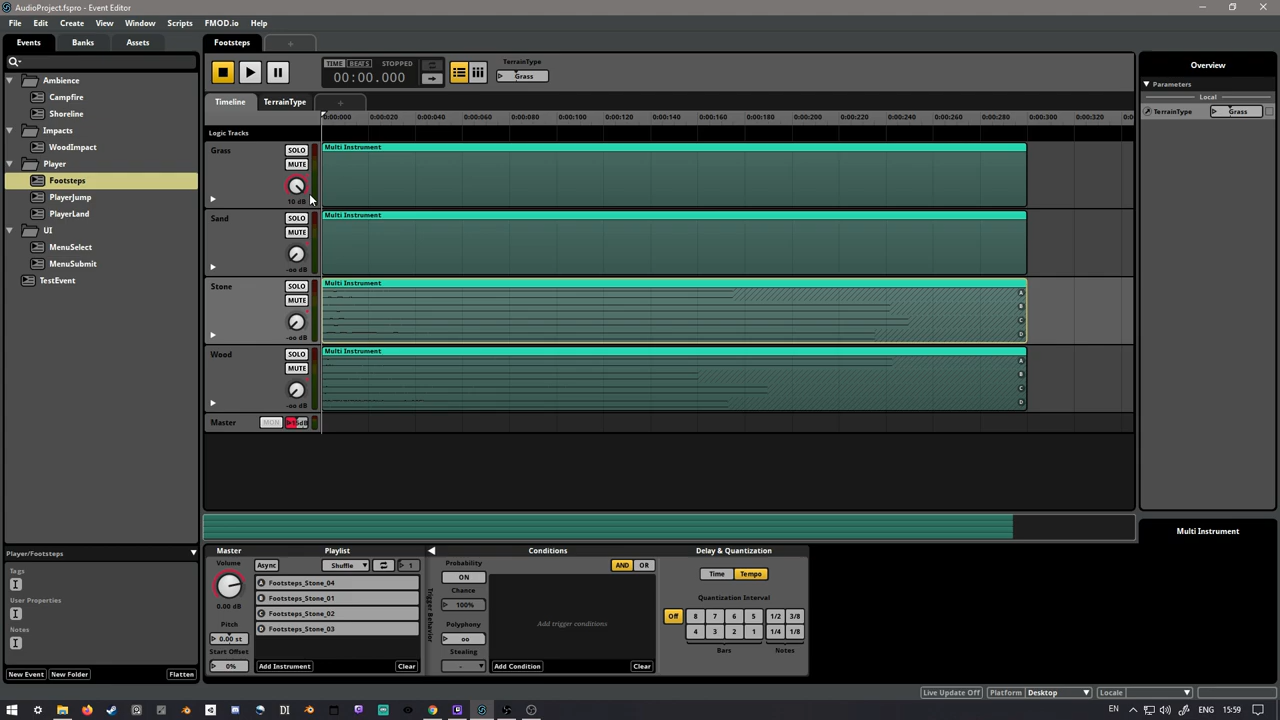 AudioProject.fspro - Event Editor
File Edit Create View Window Scripts FMOD.io Help
Events Banks Assets
Ambience
Campfire
Shoreline
Impacts
WoodImpact
Player
Footsteps
PlayerJump
PlayerLand
UI
MenuSelect
MenuSubmit
TestEvent
Player/Footsteps
Tags
User Properties
Notes
New Event New Folder Flatten
Footsteps +
TIME BEATS STOPPED
00:00.000
TerrainType
Grass
Timeline TerrainType +
0:00:000 0:00:020 0:00:040 0:00:060 0:00:080 0:00:100 0:00:120 0:00:140 0:00:160 0:00:180 0:00:200 0:00:220 0:00:240 0:00:260 0:00:280 0:00:300 0:00:320
Logic Tracks
Grass SOLO Multi Instrument
MUTE
10 dB
Sand SOLO Multi Instrument
MUTE
-oo dB
Stone SOLO Multi Instrument
MUTE
-oo dB
A
B
C
D
Wood SOLO Multi Instrument
MUTE
-oo dB
A
B
C
D
Master MON
Overview
Parameters
Local
TerrainType Grass
Multi Instrument
Master Playlist
Volume
0.00 dB
Pitch
0.00 st
Start Offset
0%
Async Shuffle 1
A Footsteps_Stone_04
B Footsteps_Stone_01
C Footsteps_Stone_02
D Footsteps_Stone_03
Add Instrument Clear
Trigger Behavior
Conditions
Probability
ON
Chance
100%
Polyphony
oo
Stealing
-
AND OR
Add trigger conditions
Add Condition Clear
Delay & Quantization
Time Tempo
Quantization Interval
Off 8 7 6 5 1/2 3/8
4 3 2 1 1/4 1/8
Bars Notes
Live Update Off Platform Desktop Locale
EN 15:59